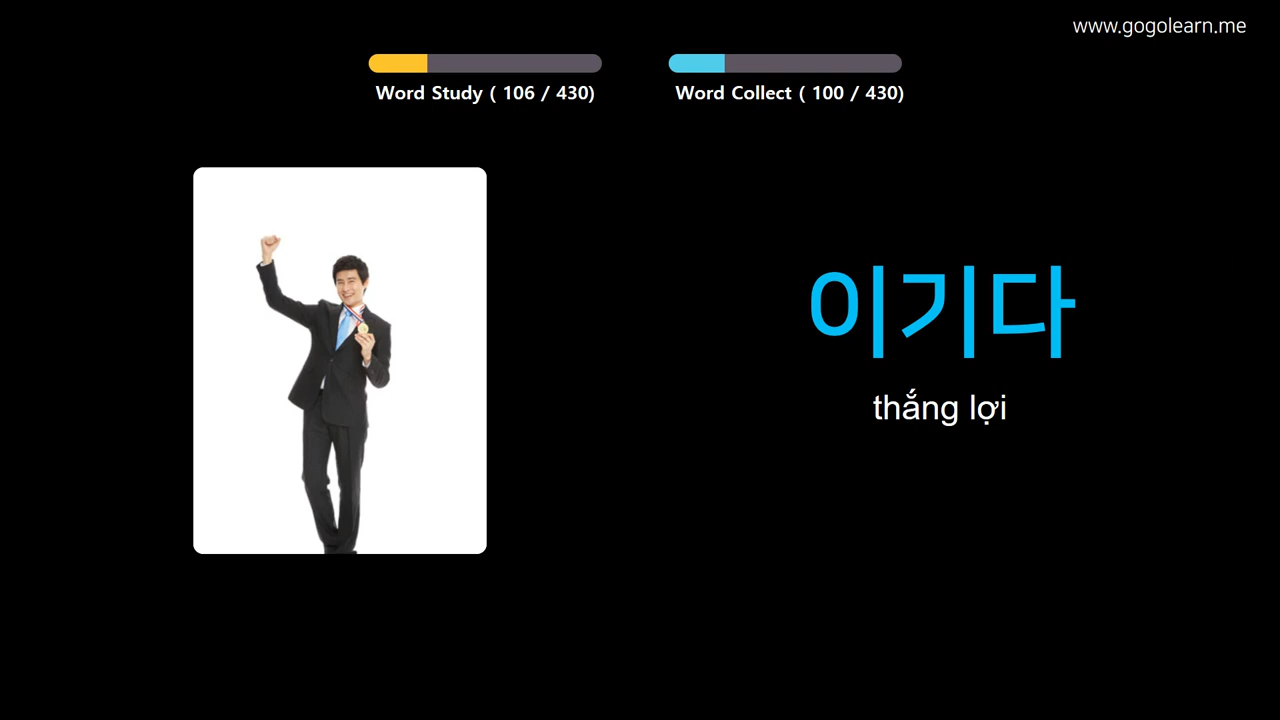 www.gogolearn.me
Word Study ( 106 / 430)
Word Collect ( 100 / 430)
이기다
thắng lợi